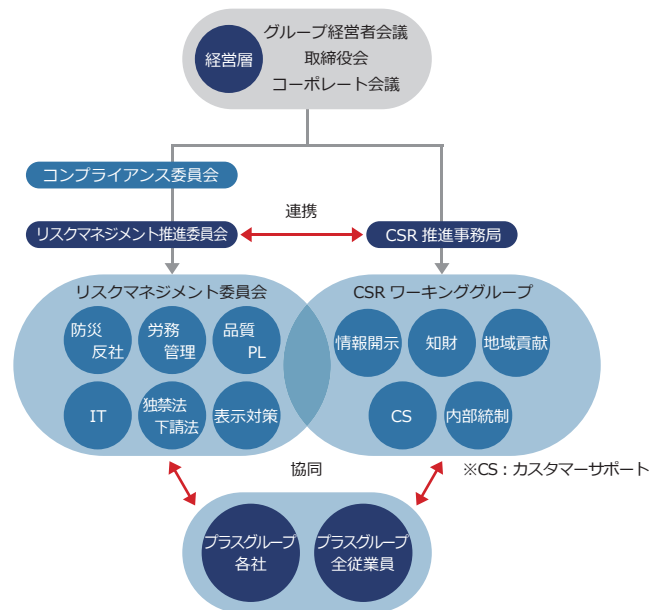 グループ経営者会議
経営層
取締役会
コーポレート会議
コンプライアンス委員会
リスクマネジメント推進委員会
連携
CSR 推進事務局
リスクマネジメント委員会
CSR ワーキンググループ
防災
反社
労務
管理
品質
PL
情報開示
知財
地域貢献
IT
独禁法
下請法
表示対策
CS
内部統制
協同
※CS：カスタマーサポート
プラスグループ
各社
プラスグループ
全従業員